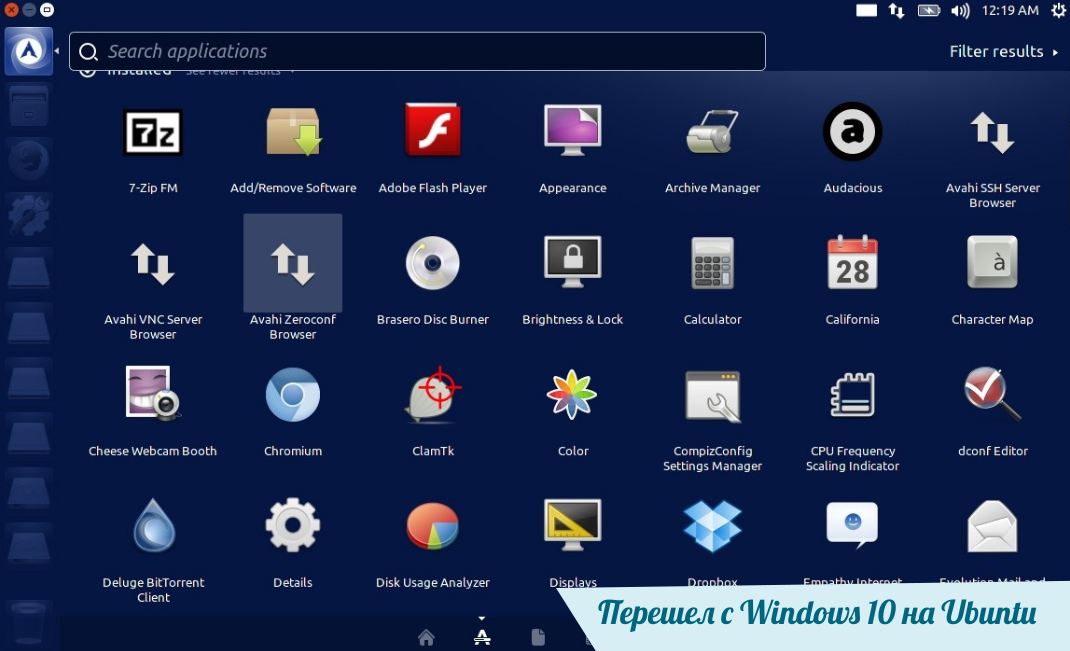 12:19 AM
Search applications
Filter results
Installed See fewer results
7-Zip FM
Add/Remove Software
Adobe Flash Player
Appearance
Archive Manager
Audacious
Avahi SSH Server
Browser
Avahi VNC Server
Browser
Avahi Zeroconf
Browser
Brasero Disc Burner
Brightness & Lock
Calculator
28
California
à
Character Map
Cheese Webcam Booth
Chromium
ClamTk
Color
CompizConfig
Settings Manager
CPU Frequency
Scaling Indicator
dconf Editor
Deluge BitTorrent
Client
Details
Disk Usage Analyzer
Displays
Dropbox
Empathy Internet
Evolution Mail and
Перешел с Windows 10 на Ubuntu